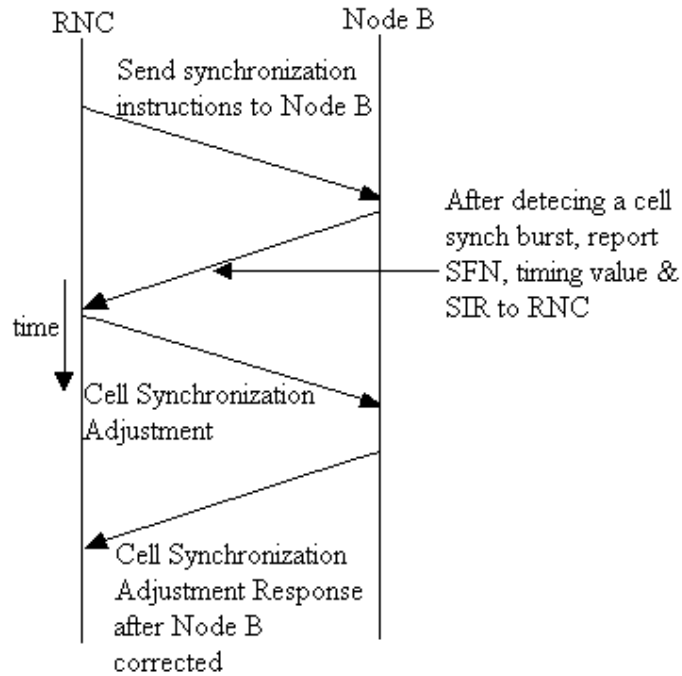 RNC
Node B
Send synchronization
instructions to Node B
After detecing a cell
synch burst, report
SFN, timing value &
SIR to RNC
time
Cell Synchronization
Adjustment
Cell Synchronization
Adjustment Response
after Node B
corrected